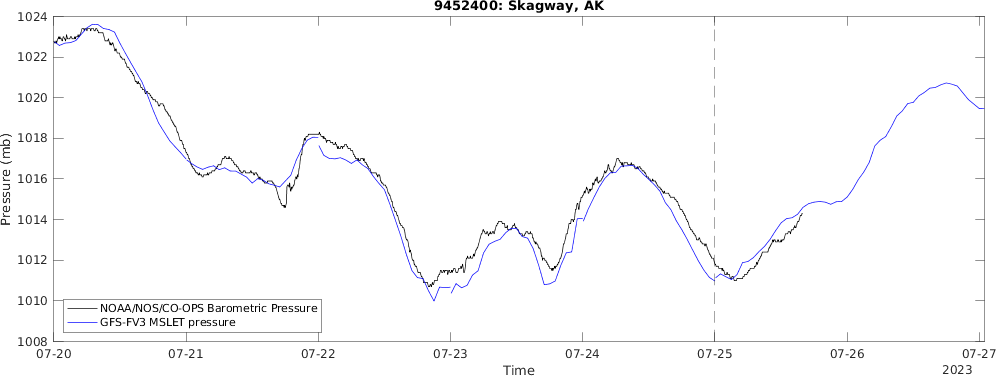 9452400: Skagway, AK
1024
1022
1020
1018
1016
1014
1012
1010
1008
Pressure (mb)
NOAA/NOS/CO-OPS Barometric Pressure
GFS-FV3 MSLET pressure
07-20 07-21 07-22 07-23 07-24 07-25 07-26 07-27
Time
2023